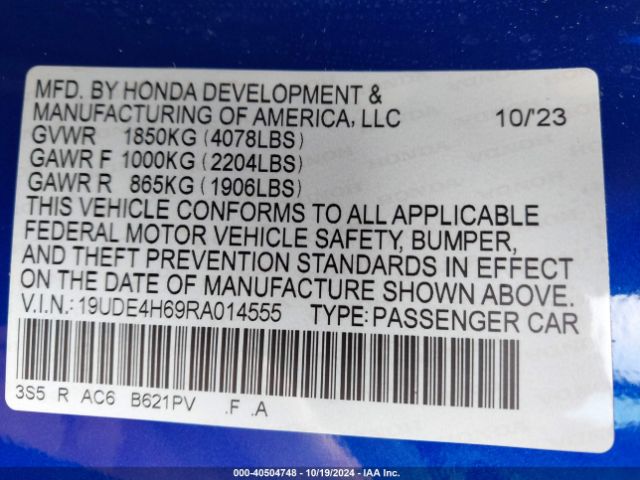 MFD. BY HONDA DEVELOPMENT &
MANUFACTURING OF AMERICA, LLC 10/'23
GVWR 1850KG (4078LBS)
GAWR F 1000KG (2204LBS)
GAWR R 865KG (1906LBS)
THIS VEHICLE CONFORMS TO ALL APPLICABLE
FEDERAL MOTOR VEHICLE SAFETY, BUMPER,
AND THEFT PREVENTION STANDARDS IN EFFECT
ON THE DATE OF MANUFACTURE SHOWN ABOVE.
V.I.N.: 19UDE4H69RA014555 TYPE: PASSENGER CAR
3S5 R AC6 B621PV .F .A
000-40504748 - 10/19/2024 - IAA Inc.